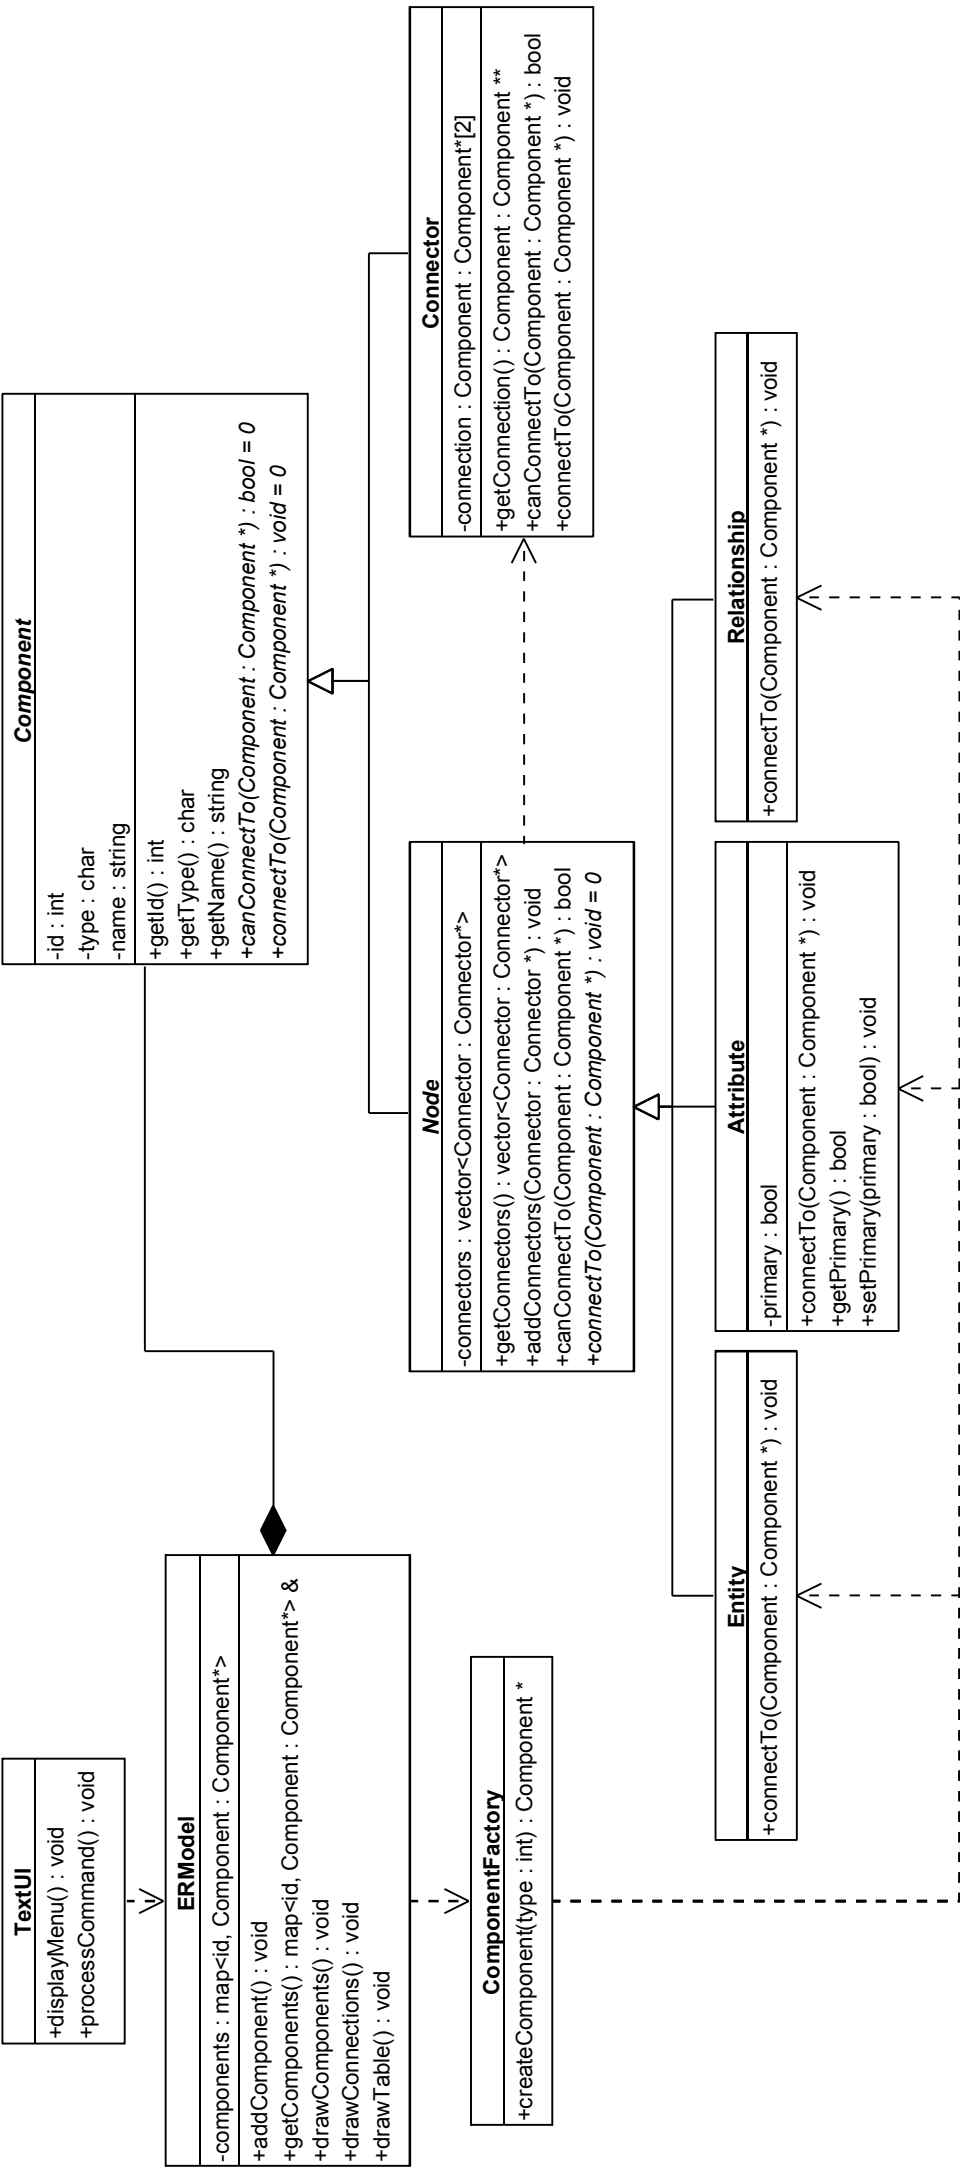 TextUI
+displayMenu() : void
+processCommand() : void
ERModel
-components : map<id, Component : Component*>
+addComponent() : void
+getComponents() : map<id, Component : Component*> &
+drawComponents() : void
+drawConnections() : void
+drawTable() : void
ComponentFactory
+createComponent(type : int) : Component *
Component
-id : int
-type : char
-name : string
+getId() : int
+getType() : char
+getName() : string
+canConnectTo(Component : Component *) : bool = 0
+connectTo(Component : Component *) : void = 0
Node
-connectors : vector<Connector : Connector*>
+getConnectors() : vector<Connector : Connector*>
+addConnectors(Connector : Connector *) : void
+canConnectTo(Component : Component *) : bool
+connectTo(Component : Component *) : void = 0
Connector
-connection : Component : Component*[2]
+getConnection() : Component : Component **
+canConnectTo(Component : Component *) : bool
+connectTo(Component : Component *) : void
Entity
+connectTo(Component : Component *) : void
Attribute
-primary : bool
+connectTo(Component : Component *) : void
+getPrimary() : bool
+setPrimary(primary : bool) : void
Relationship
+connectTo(Component : Component *) : void